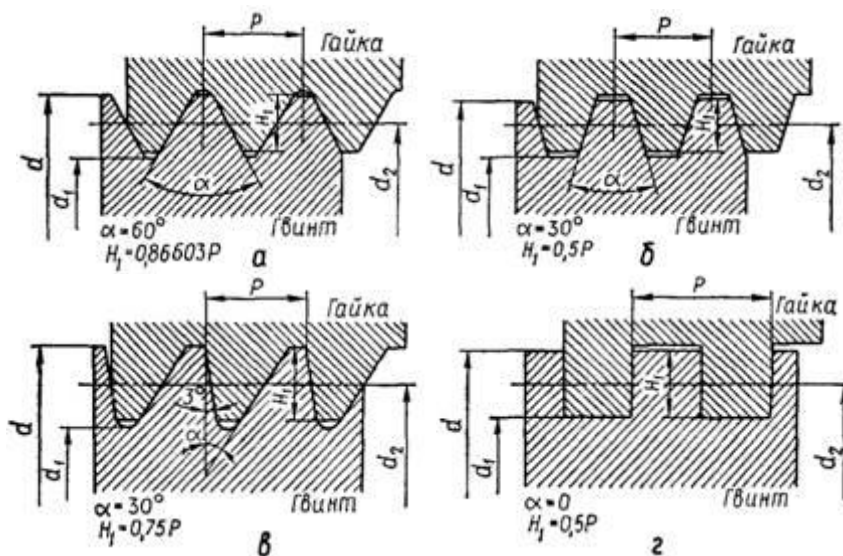 P
Гайка
H₁
d
d₁
α
d₂
Гвинт
α=60°
H₁=0,86603P
а
P
Гайка
H₁
d
d₁
α
d₂
Гвинт
α=30°
H₁=0,5P
б
P
Гайка
H₁
3°
d
d₁
α
d₂
Гвинт
α=30°
H₁=0,75P
в
P
Гайка
H₁
d
d₁
d₂
Гвинт
α=0
H₁=0,5P
г